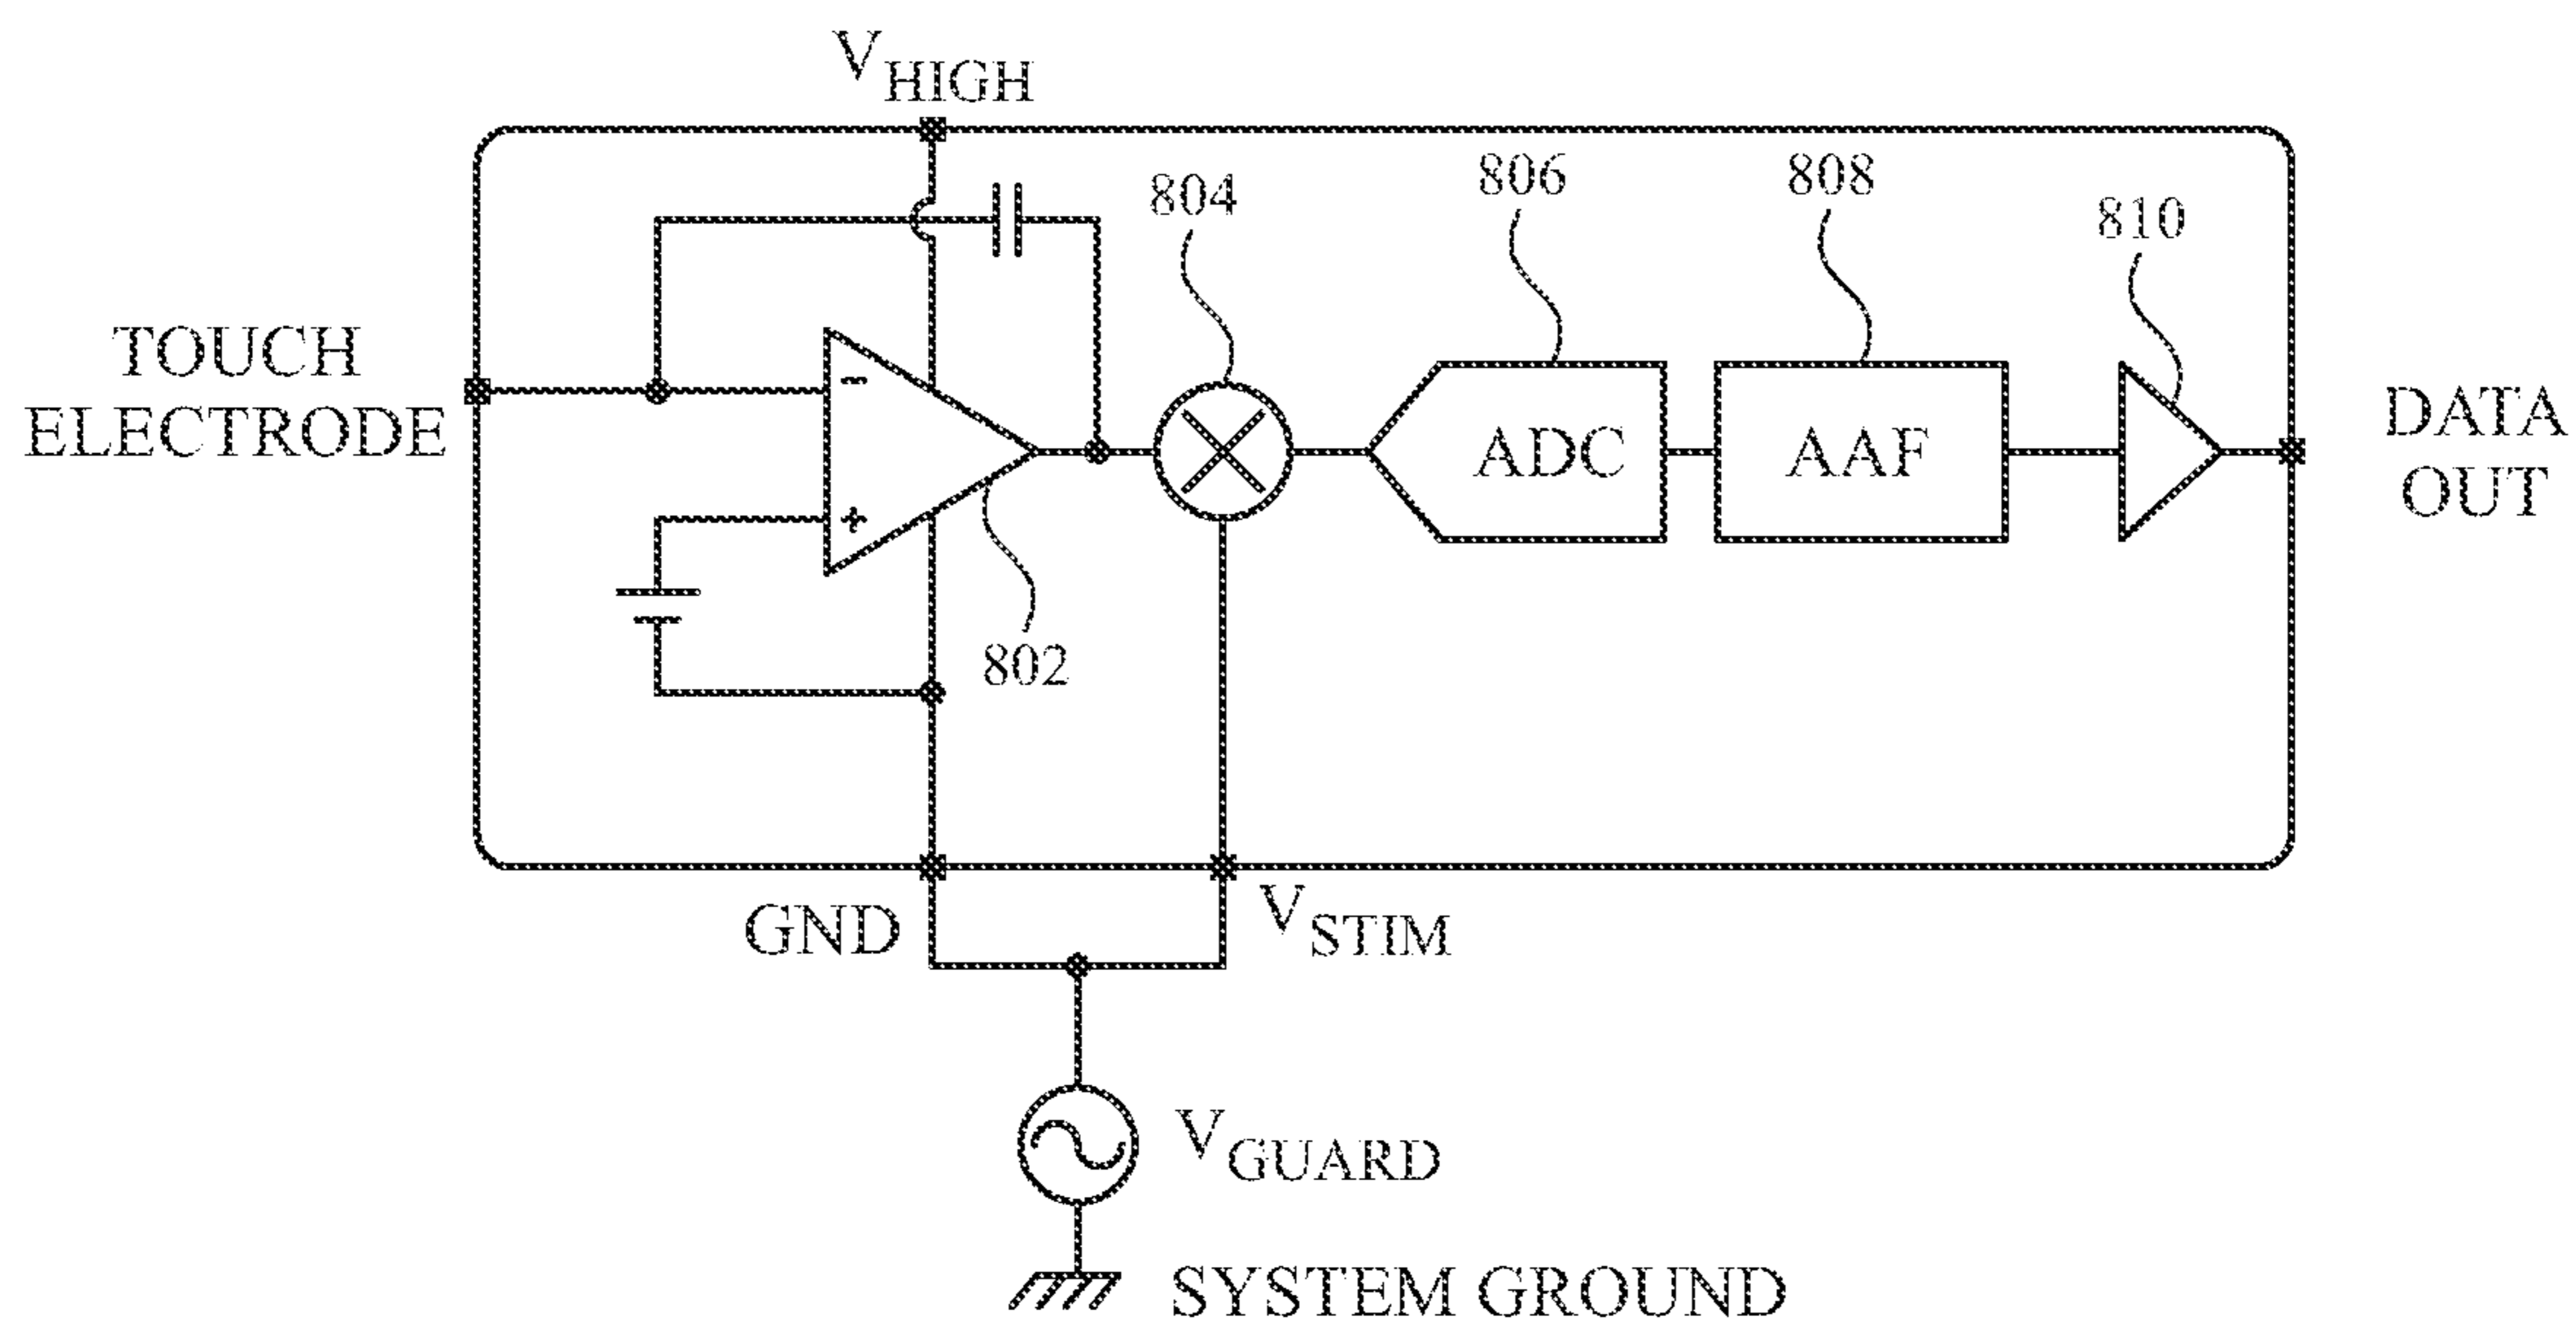 VHIGH
804
806
808
810
TOUCH
ELECTRODE
−
+
ADC
AAF
DATA
OUT
802
GND
VSTIM
VGUARD
SYSTEM GROUND